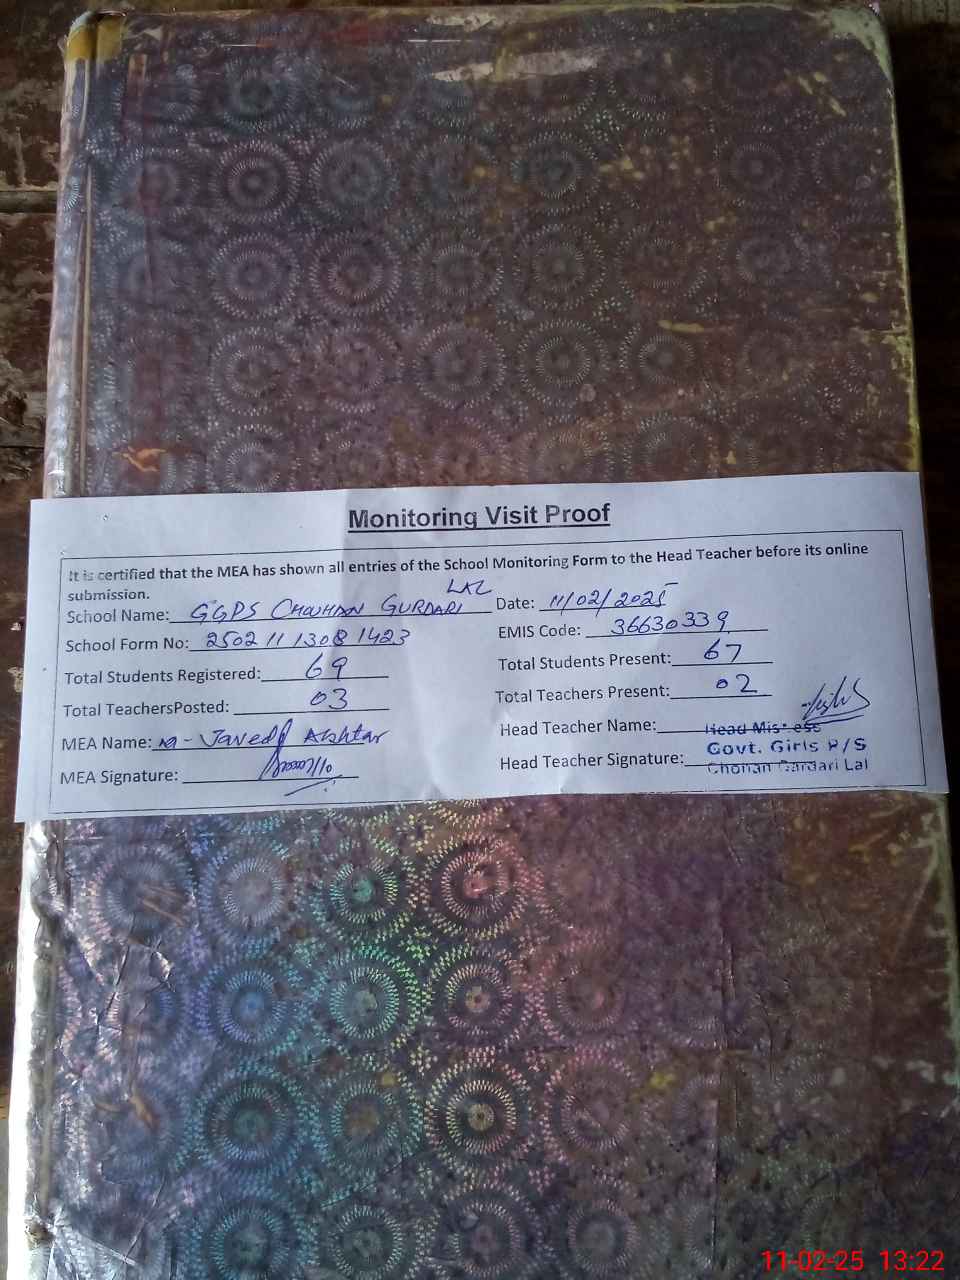 Monitoring Visit Proof
It is certified that the MEA has shown all entries of the School Monitoring Form to the Head Teacher before its online
submission.
School Name: GGPS CHOUHAN GURDARI LAL Date: 11/02/2025
School Form No: 2502 11 1308 1423 EMIS Code: 36630339
Total Students Registered: 69 Total Students Present: 67
Total TeachersPosted: 03 Total Teachers Present: 02
MEA Name: M- Javed Akhtar Head Teacher Name: Head Mistress
MEA Signature: Head Teacher Signature: Govt. Girls P/S
Chohan Gardari Lal
11-02-25 13:22